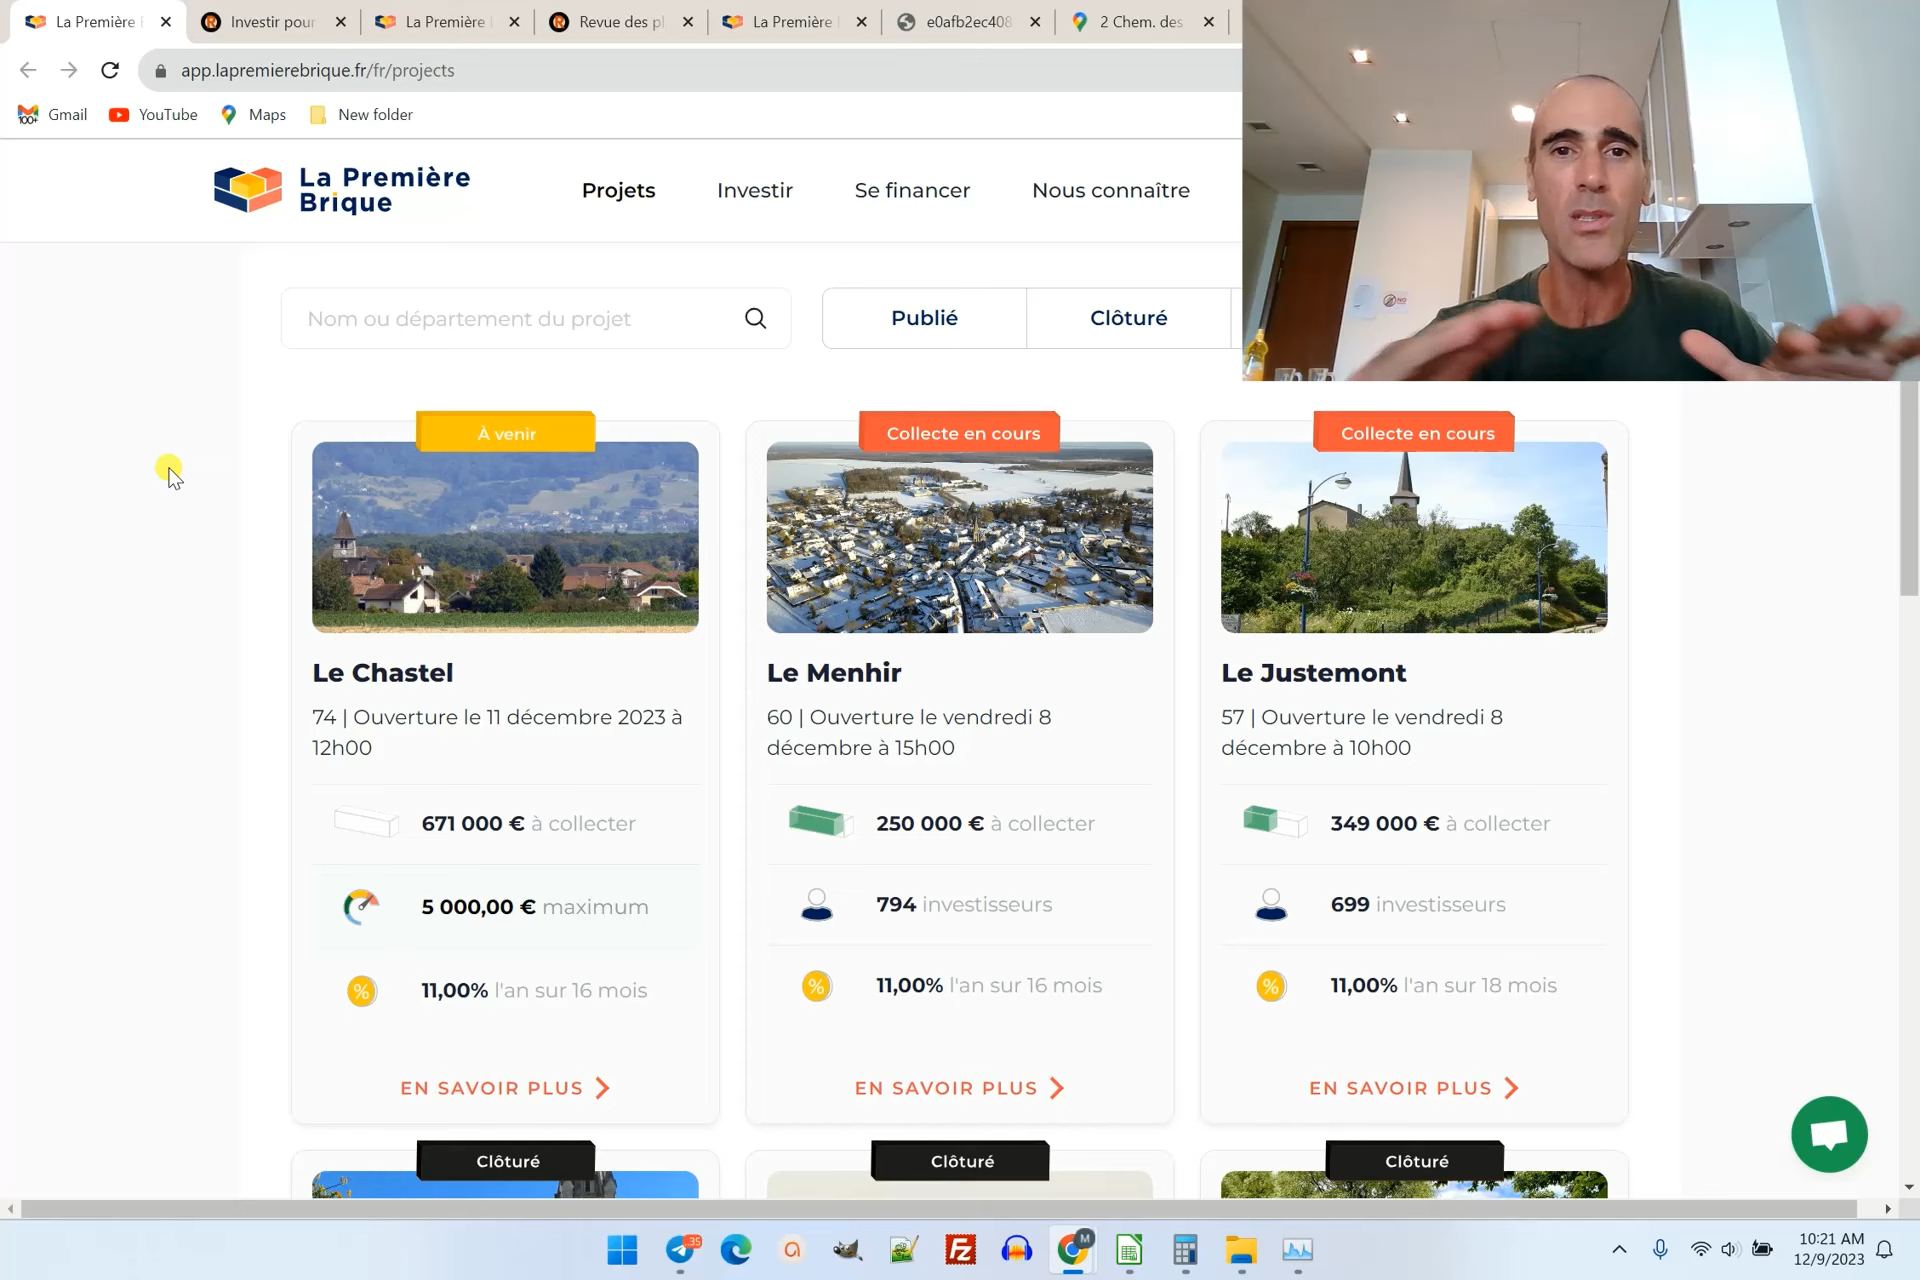 La Première
Investir pour
La Première
Revue des pl
La Première
e0afb2ec408
2 Chem. des
app.lapremierebrique.fr/fr/projects
Gmail
YouTube
Maps
New folder
La Première
Brique
Projets
Investir
Se financer
Nous connaître
Nom ou département du projet
Publié
Clôturé
À venir
Collecte en cours
Collecte en cours
Le Chastel
74 | Ouverture le 11 décembre 2023 à
12h00
671 000 € à collecter
5 000,00 € maximum
11,00% l'an sur 16 mois
EN SAVOIR PLUS
Le Menhir
60 | Ouverture le vendredi 8
décembre à 15h00
250 000 € à collecter
794 investisseurs
11,00% l'an sur 16 mois
EN SAVOIR PLUS
Le Justemont
57 | Ouverture le vendredi 8
décembre à 10h00
349 000 € à collecter
699 investisseurs
11,00% l'an sur 18 mois
EN SAVOIR PLUS
Clôturé
Clôturé
Clôturé
10:21 AM
12/9/2023